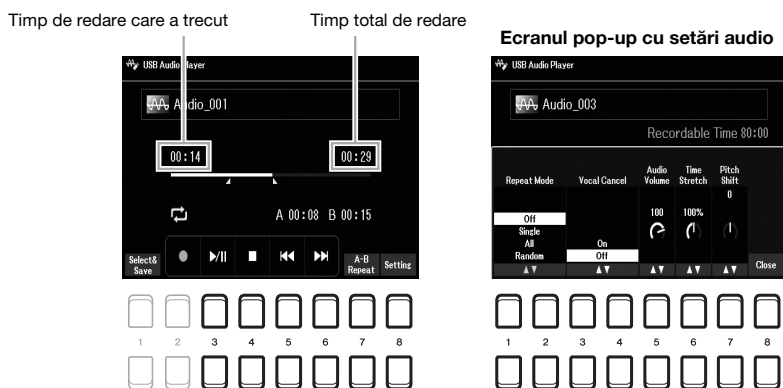 Timp de redare care a trecut
Timp total de redare
USB Audio Player
Audio_001
00:14
00:29
A 00:08 B 00:15
Select&
Save
A-B
Repeat
Setting
1 2 3 4 5 6 7 8
Ecranul pop-up cu setări audio
USB Audio Player
Audio_003
Recordable Time 80:00
Repeat Mode
Vocal Cancel
Audio
Volume
Time
Stretch
Pitch
Shift
0
100
100%
Off
Single
All
Random
On
Off
Close
1 2 3 4 5 6 7 8